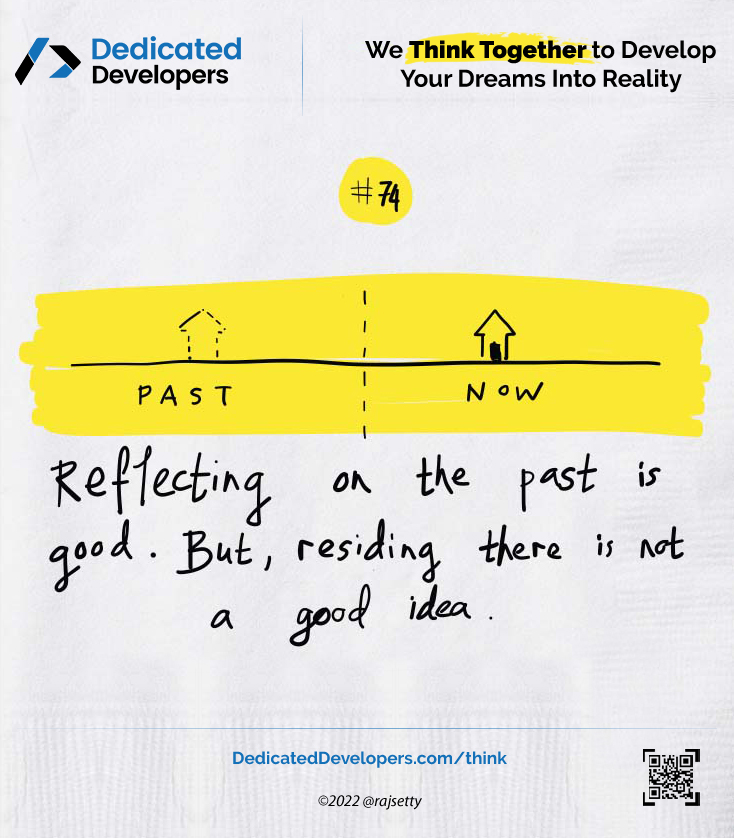 Dedicated
Developers
We Think Together to Develop
Your Dreams Into Reality
#74
PAST
NOW
Reflecting on the past is
good. But, residing there is not
a good idea.
DedicatedDevelopers.com/think
©2022 @rajsetty